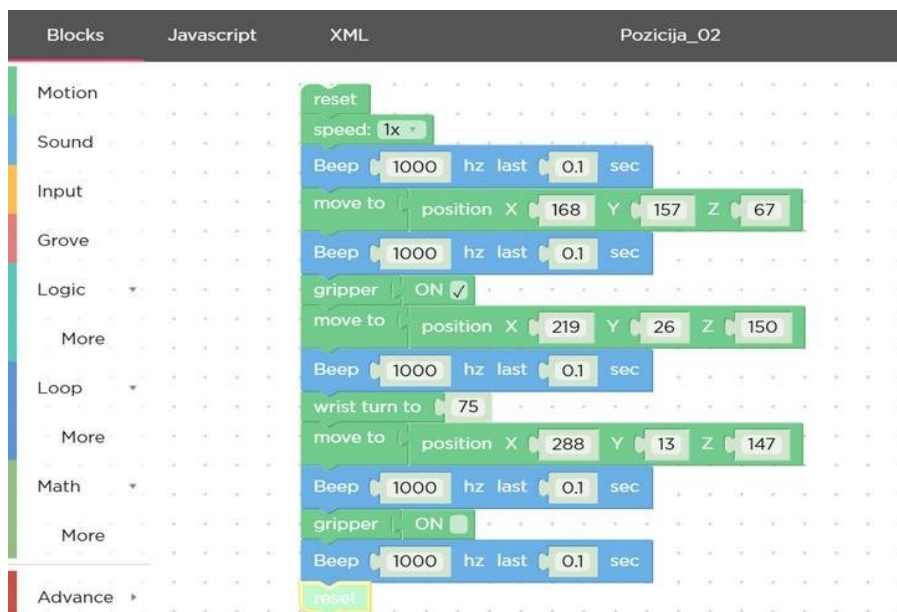 Blocks Javascript XML Pozicija_02
Motion
Sound
Input
Grove
Logic
More
Loop
More
Math
More
Advance
reset
speed: 1x
Beep 1000 hz last 0.1 sec
move to position X 168 Y 157 Z 67
Beep 1000 hz last 0.1 sec
gripper ON
move to position X 219 Y 26 Z 150
Beep 1000 hz last 0.1 sec
wrist turn to 75
move to position X 288 Y 13 Z 147
Beep 1000 hz last 0.1 sec
gripper ON
Beep 1000 hz last 0.1 sec
reset